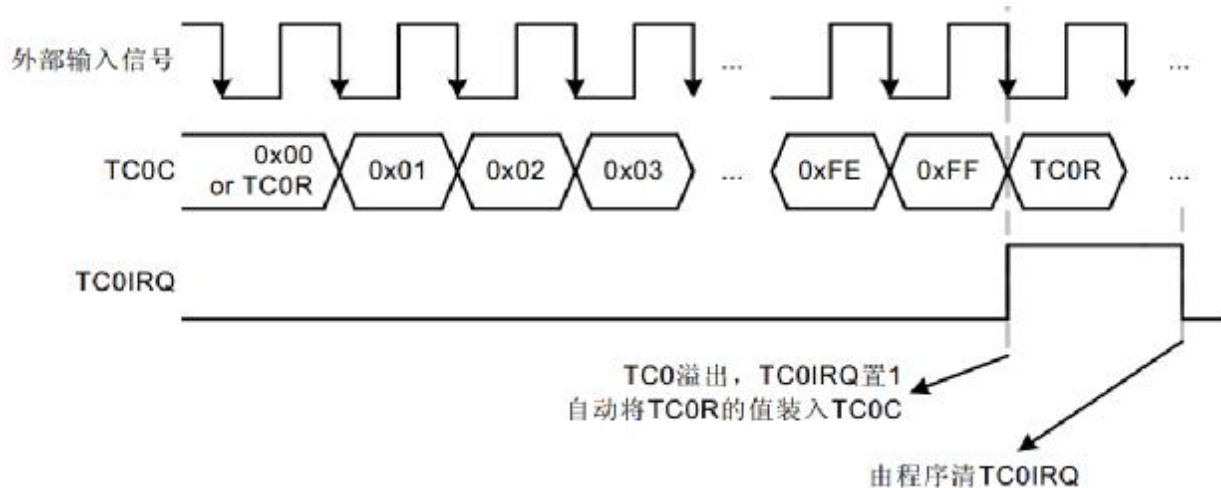 外部输入信号
... ...
TC0C
0x00
or TC0R
0x01 0x02 0x03 ... 0xFE 0xFF TC0R ...
TC0IRQ
TC0溢出，TC0IRQ置1
自动将TC0R的值装入TC0C
由程序清TC0IRQ